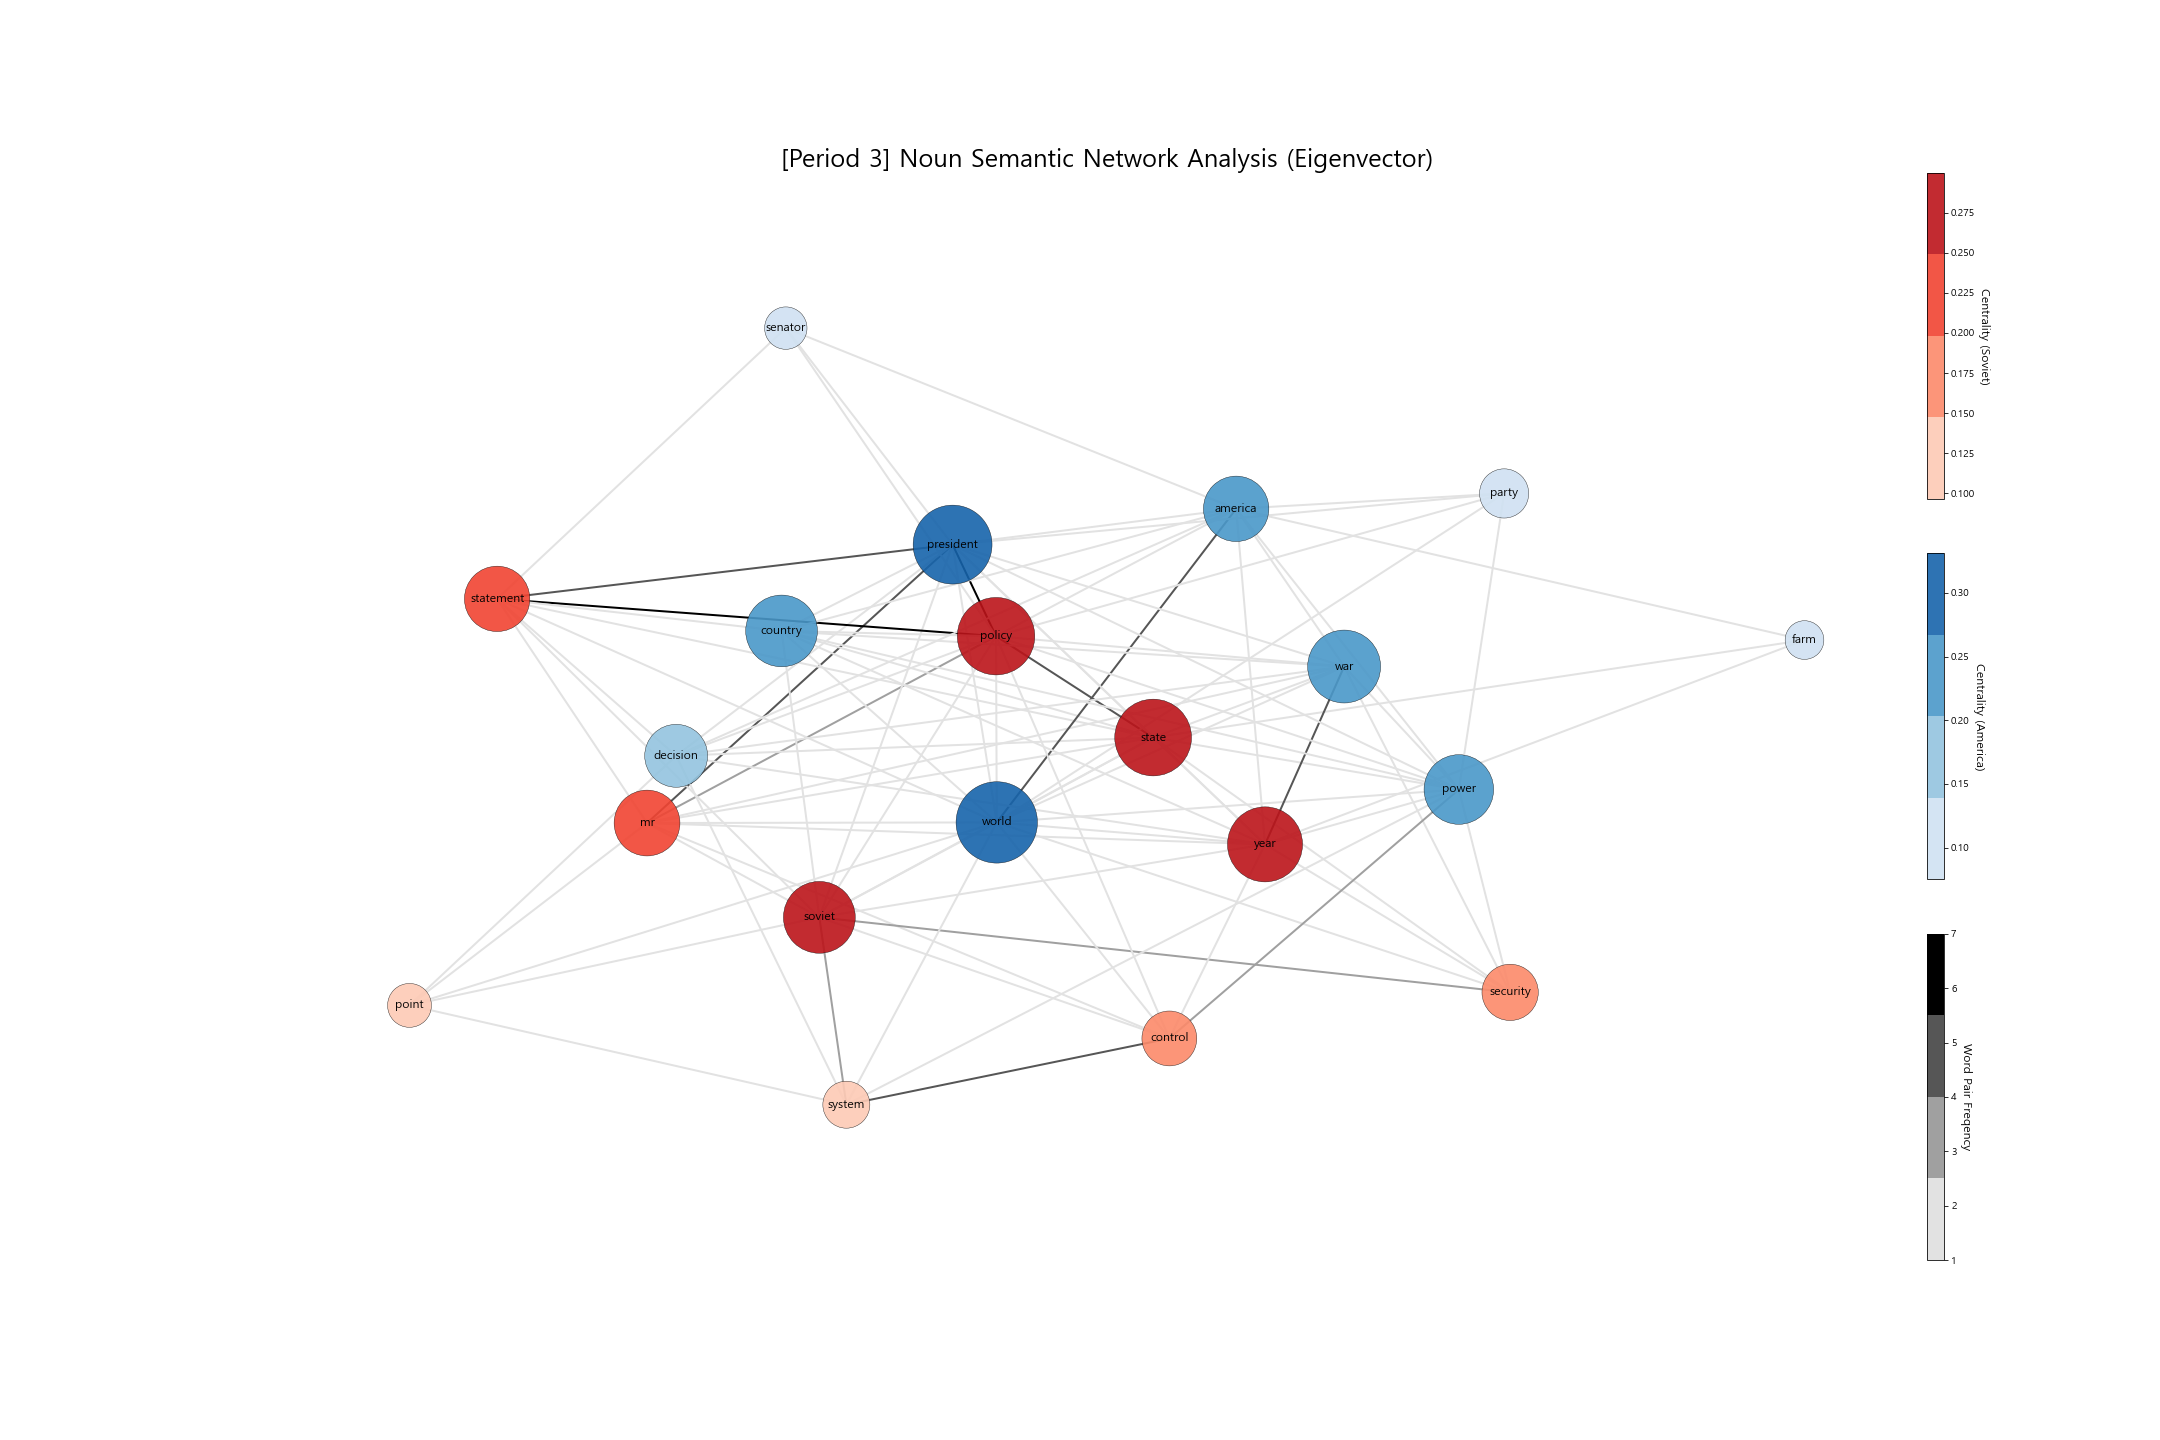 [Period 3] Noun Semantic Network Analysis (Eigenvector)
senator
america
party
president
statement
country
policy
farm
war
state
decision
power
mr
world
year
soviet
security
point
control
system
0.275
0.250
0.225
0.200
0.175
0.150
0.125
0.100
Centrality (Soviet)
0.30
0.25
0.20
0.15
0.10
Centrality (America)
7
6
5
4
3
2
1
Word Pair Freqency